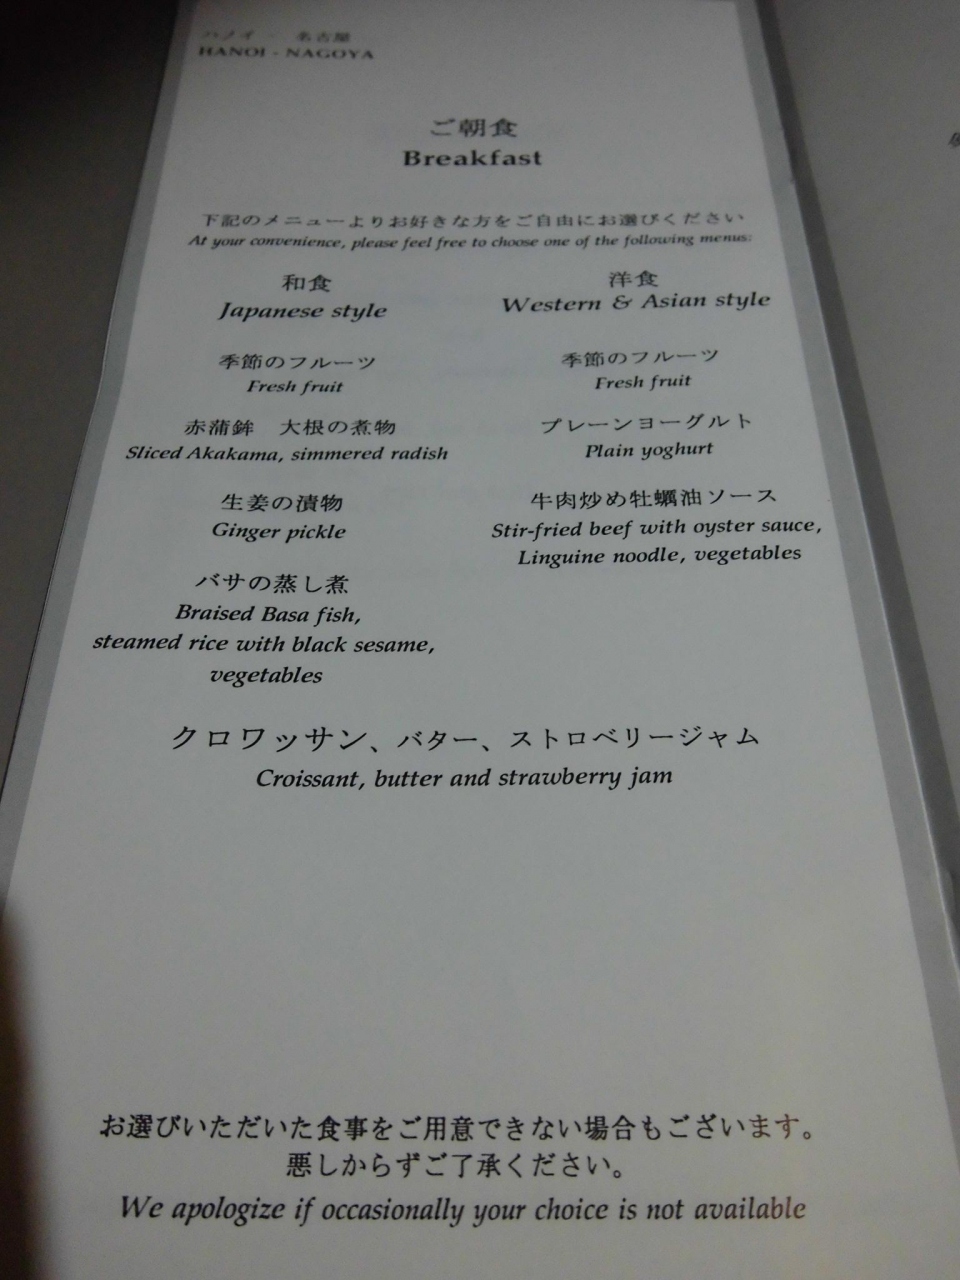 ハノイ - 名古屋
HANOI - NAGOYA
ご朝食
Breakfast
下記のメニューよりお好きな方をご自由にお選びください
At your convenience, please feel free to choose one of the following menus:
和食
Japanese style
季節のフルーツ
Fresh fruit
赤蒲鉾 大根の煮物
Sliced Akakama, simmered radish
生姜の漬物
Ginger pickle
バサの蒸し煮
Braised Basa fish,
steamed rice with black sesame,
vegetables
洋食
Western & Asian style
季節のフルーツ
Fresh fruit
プレーンヨーグルト
Plain yoghurt
牛肉炒め牡蠣油ソース
Stir-fried beef with oyster sauce,
Linguine noodle, vegetables
クロワッサン、バター、ストロベリージャム
Croissant, butter and strawberry jam
お選びいただいた食事をご用意できない場合もございます。
悪しからずご了承ください。
We apologize if occasionally your choice is not available